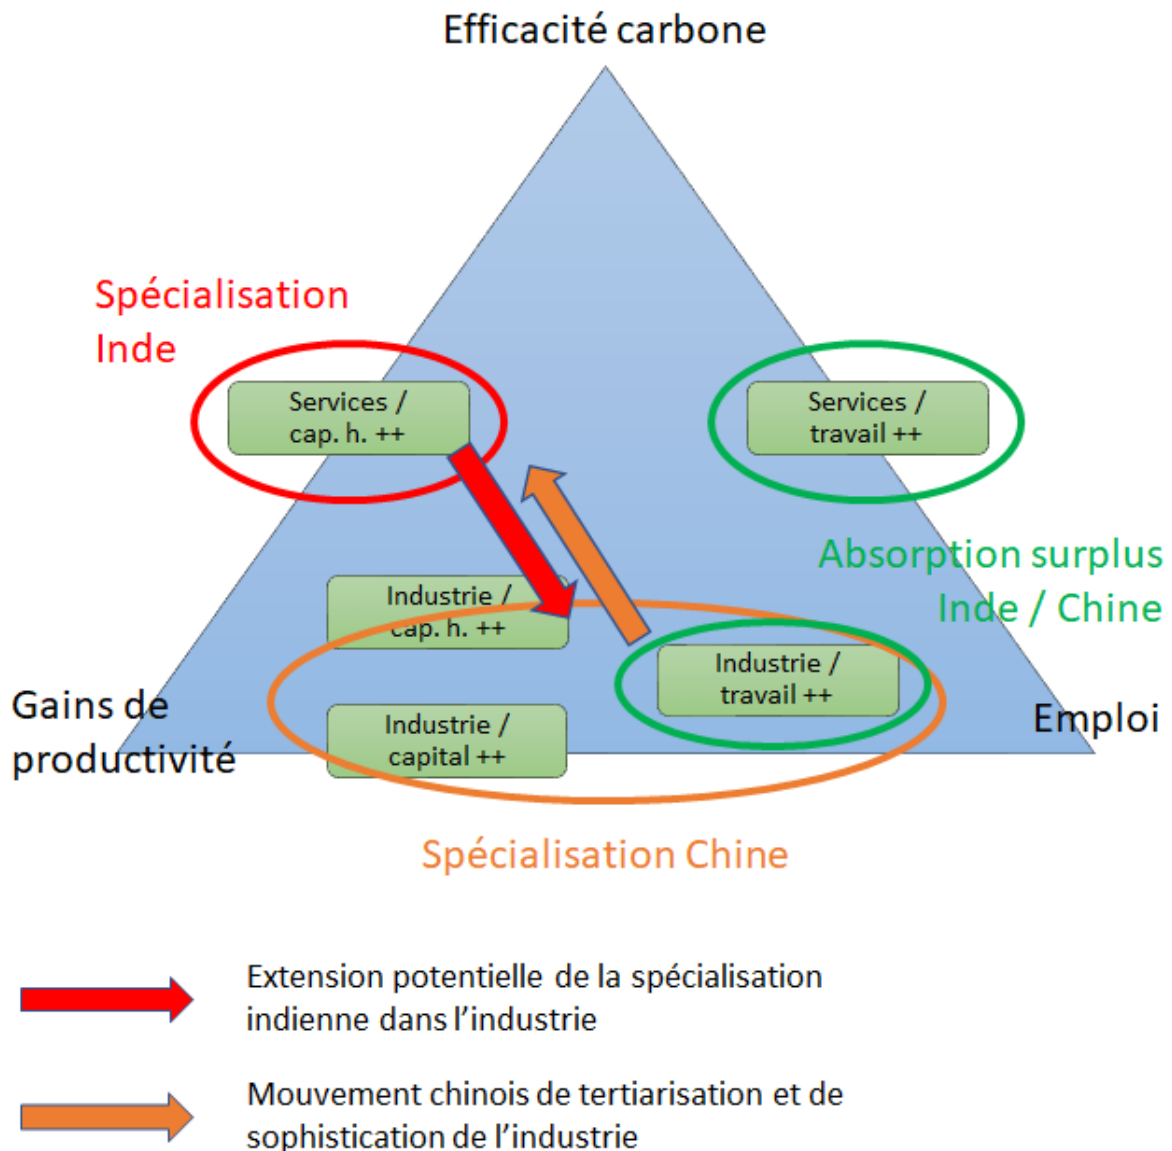 Efficacité carbone
Spécialisation
Inde
Services /
cap. h. ++
Services /
travail ++
Absorption surplus
Inde / Chine
Industrie /
cap. h. ++
Industrie /
travail ++
Gains de
productivité
Industrie /
capital ++
Emploi
Spécialisation Chine
Extension potentielle de la spécialisation
indienne dans l’industrie
Mouvement chinois de tertiarisation et de
sophistication de l’industrie